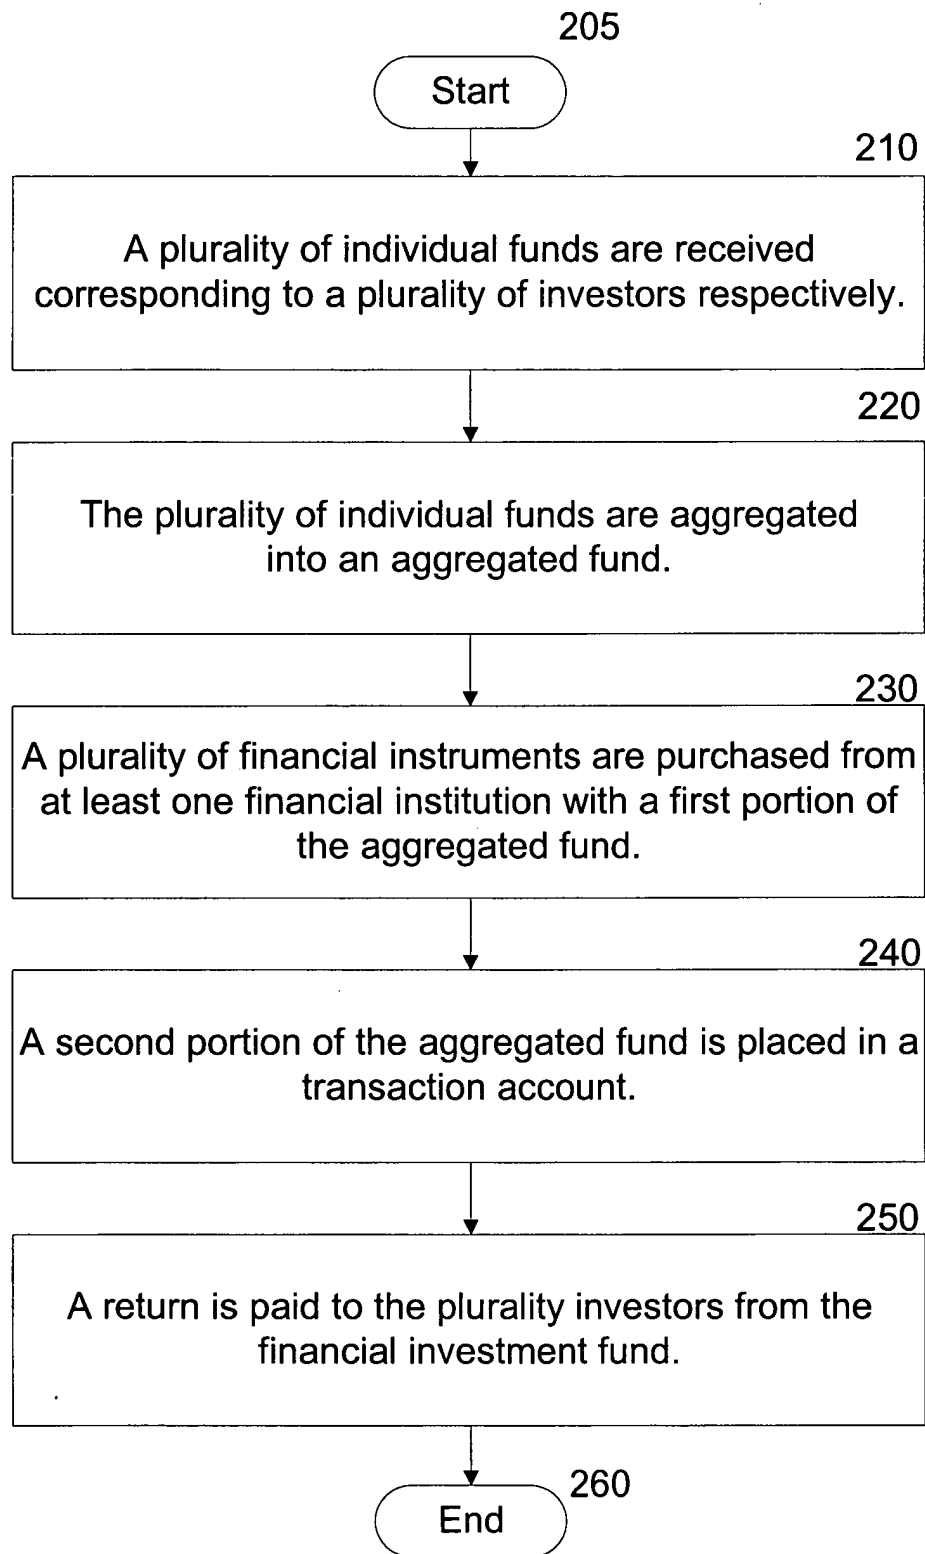 205
Start
210
A plurality of individual funds are received
corresponding to a plurality of investors respectively.
220
The plurality of individual funds are aggregated
into an aggregated fund.
230
A plurality of financial instruments are purchased from
at least one financial institution with a first portion of
the aggregated fund.
240
A second portion of the aggregated fund is placed in a
transaction account.
250
A return is paid to the plurality investors from the
financial investment fund.
260
End